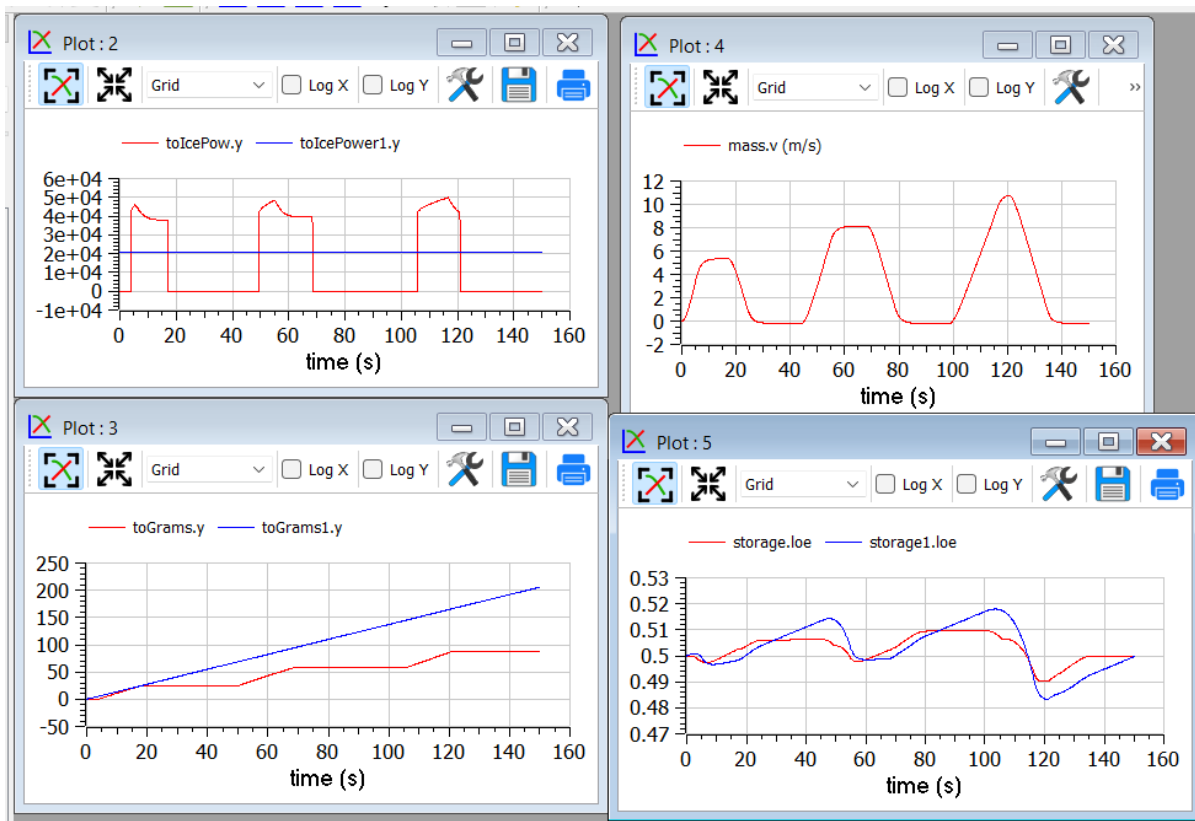 Plot : 2
Grid Log X Log Y
toIcePow.y toIcePower1.y
6e+04
5e+04
4e+04
3e+04
2e+04
1e+04
0
-1e+04
0 20 40 60 80 100 120 140 160
time (s)
Plot : 4
Grid Log X Log Y »
mass.v (m/s)
12
10
8
6
4
2
0
-2
0 20 40 60 80 100 120 140 160
time (s)
Plot : 3
Grid Log X Log Y
toGrams.y toGrams1.y
250
200
150
100
50
0
-50
0 20 40 60 80 100 120 140 160
time (s)
Plot : 5
Grid Log X Log Y
storage.loe storage1.loe
0.53
0.52
0.51
0.5
0.49
0.48
0.47
0 20 40 60 80 100 120 140 160
time (s)